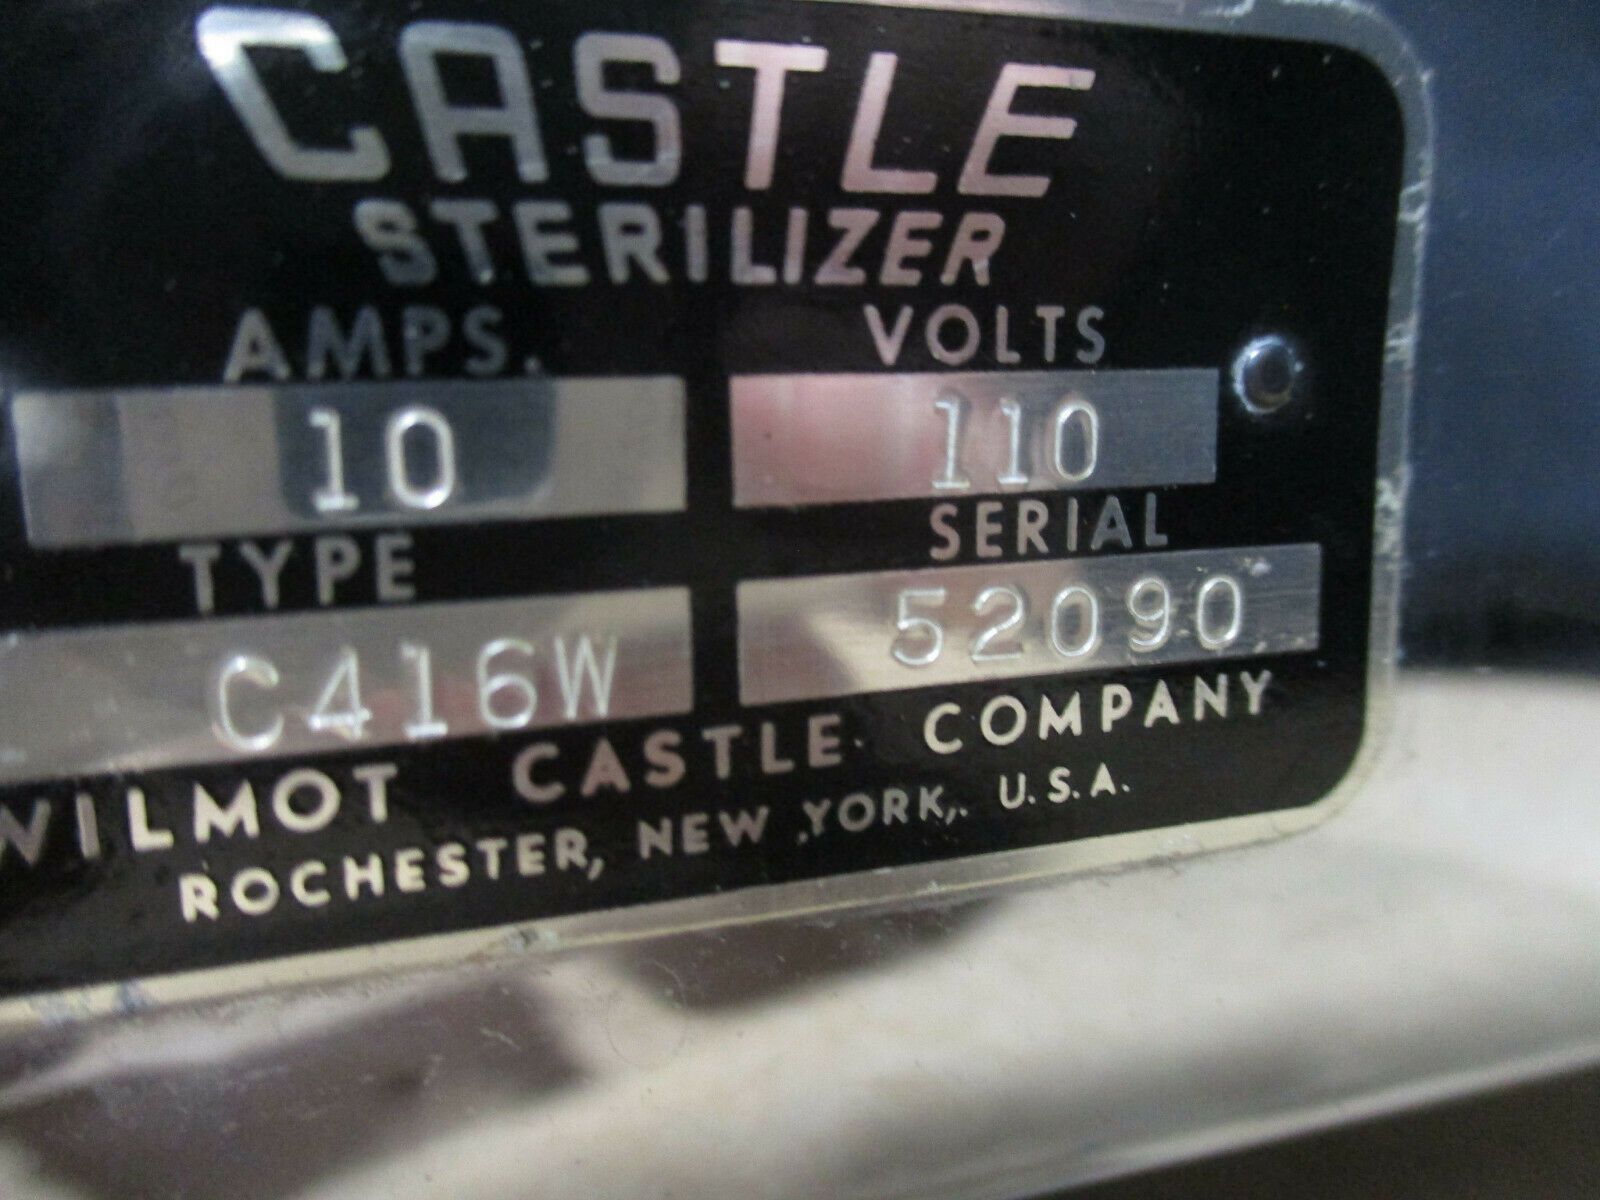 CASTLE
STERILIZER
AMPS. VOLTS
10 110
TYPE SERIAL
C416W 52090
WILMOT CASTLE COMPANY
ROCHESTER, NEW YORK, U.S.A.